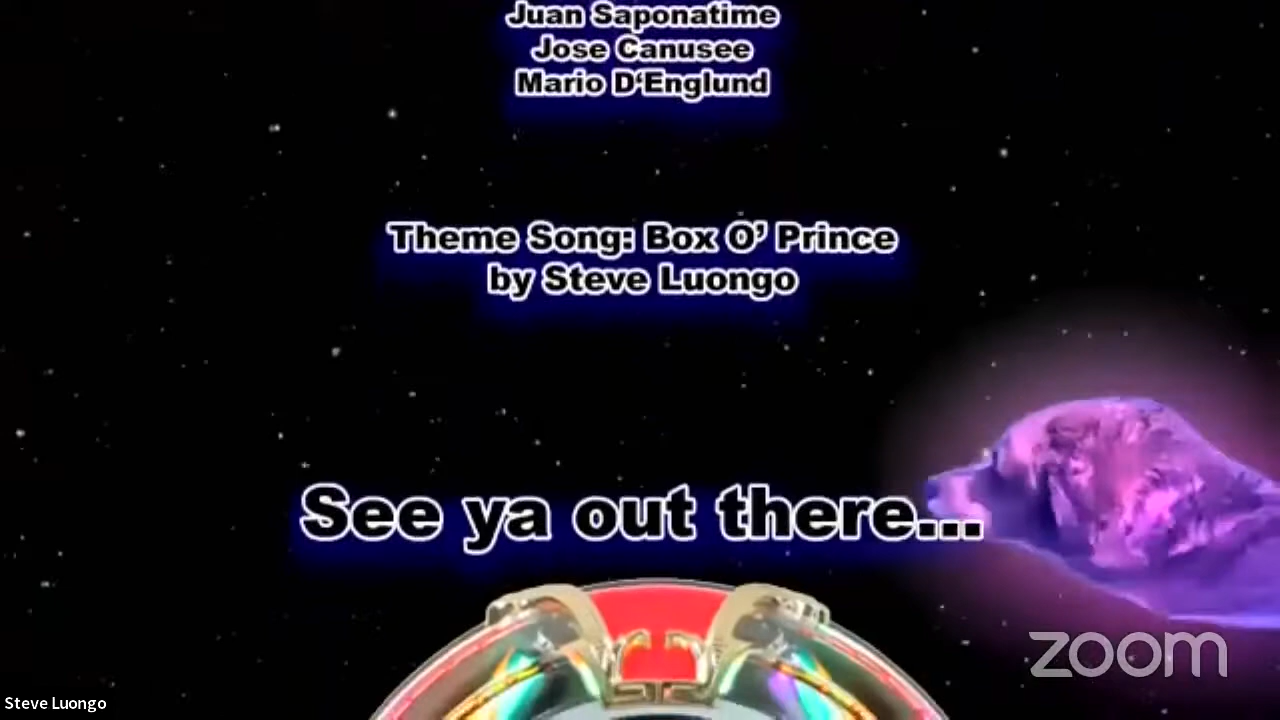 Juan Saponatime
Jose Canusee
Mario D‘Englund
Theme Song: Box O’ Prince
by Steve Luongo
See ya out there...
zoom
Steve Luongo